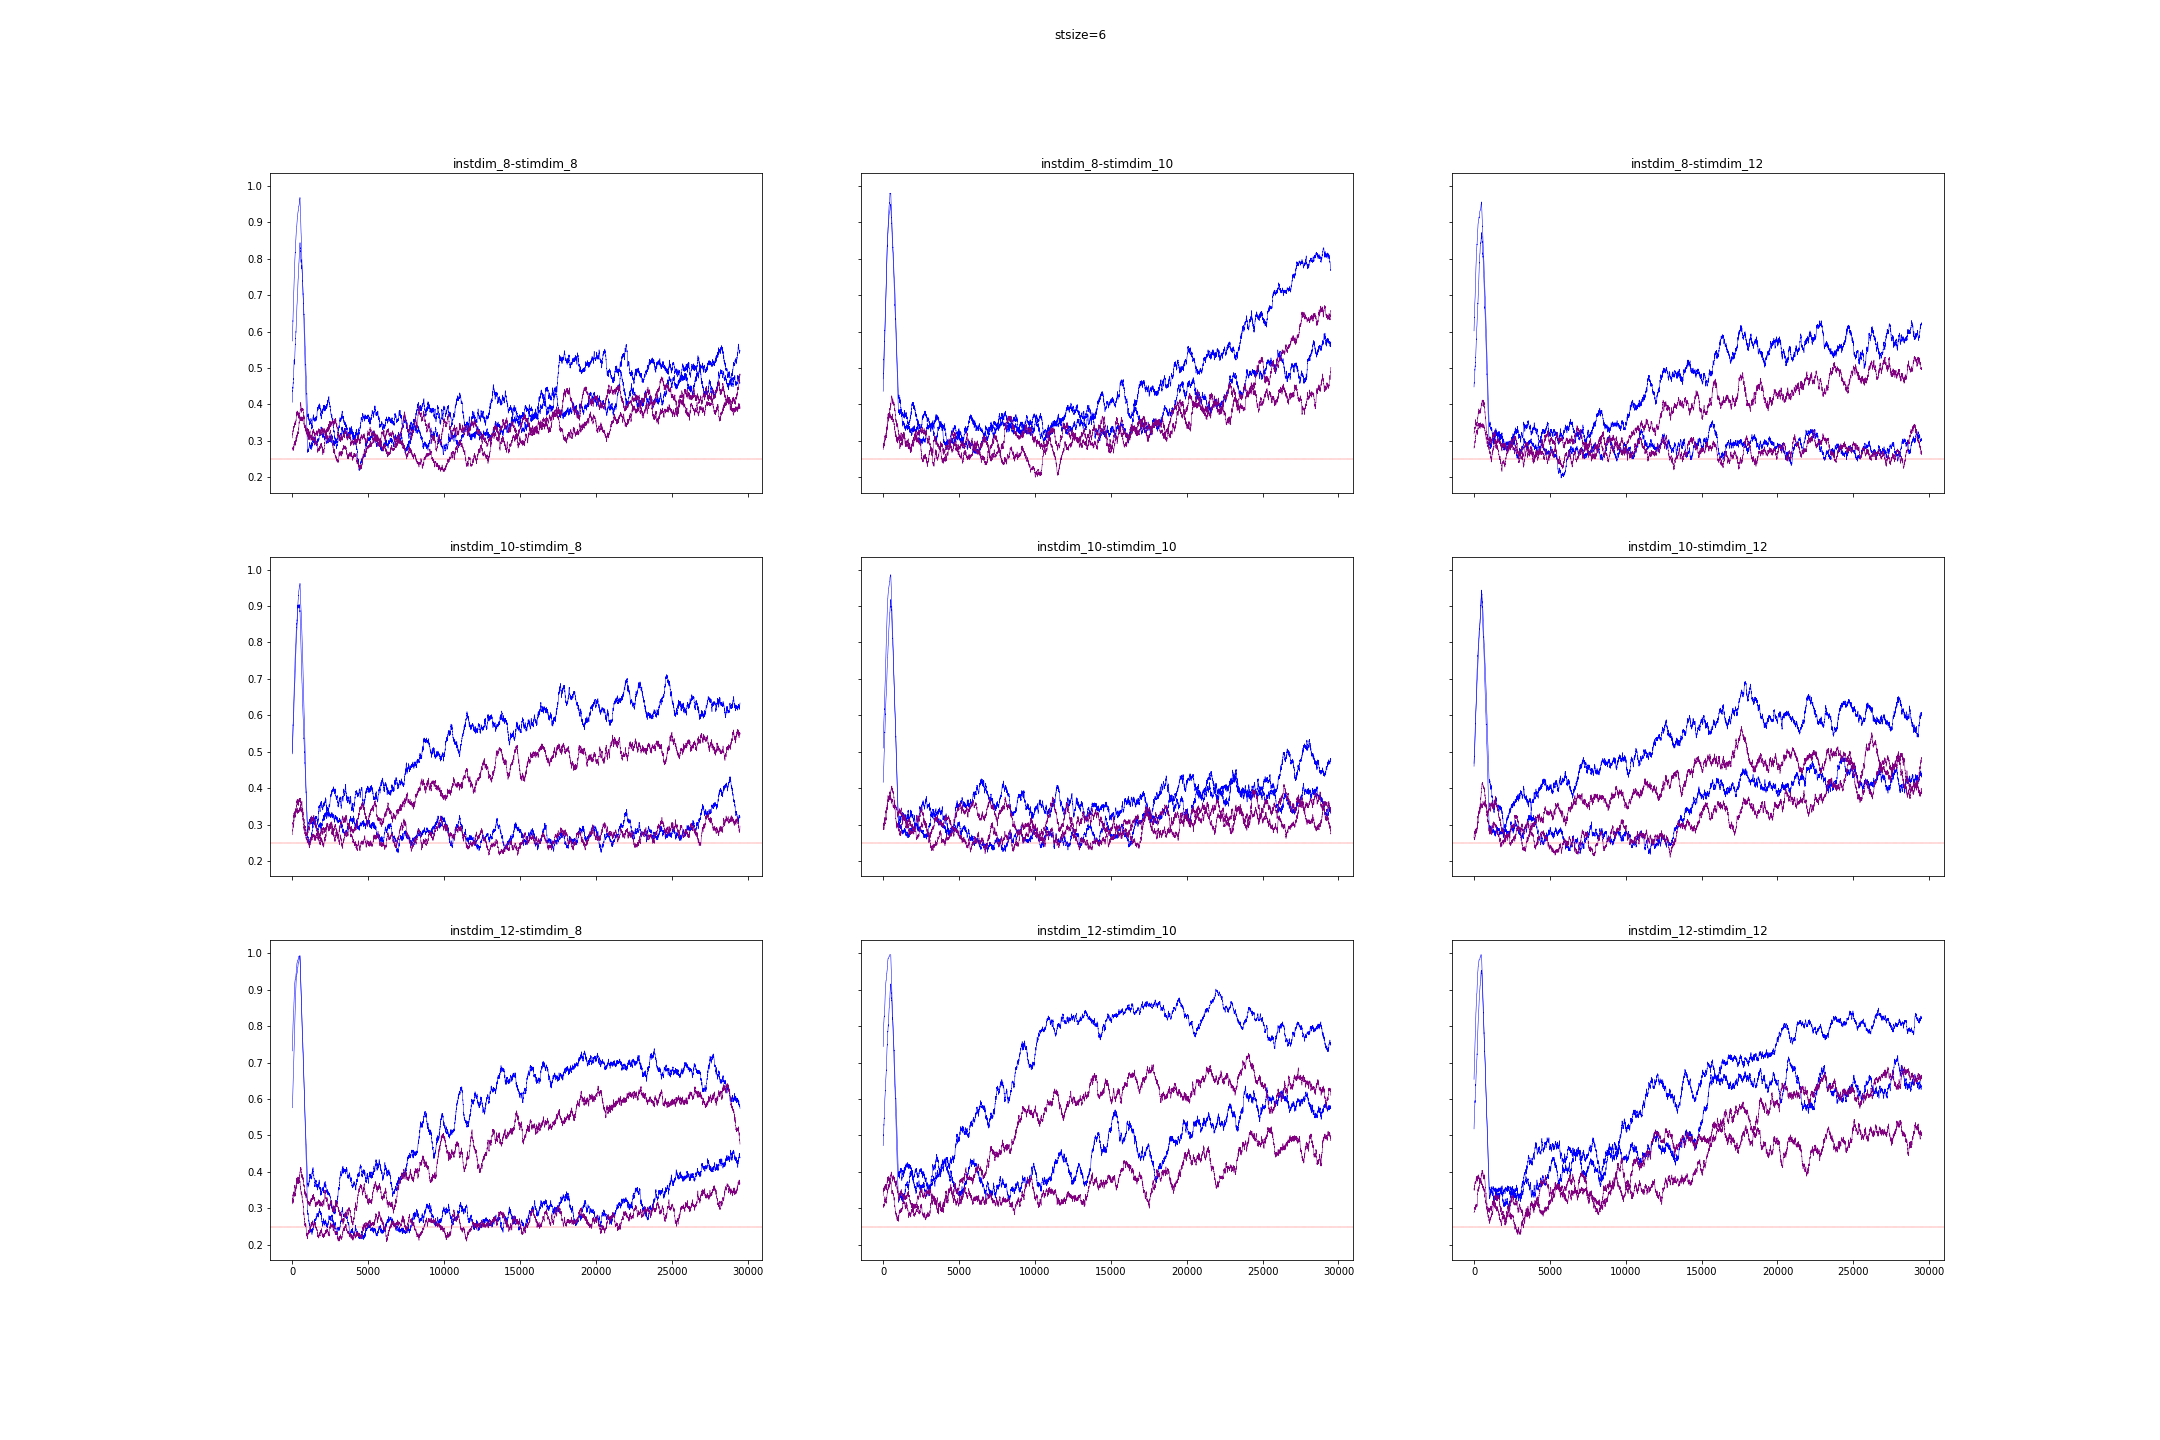 stsize=6
instdim_8-stimdim_8
instdim_8-stimdim_10
instdim_8-stimdim_12
1.0
0.9
0.8
0.7
0.6
0.5
0.4
0.3
0.2
instdim_10-stimdim_8
instdim_10-stimdim_10
instdim_10-stimdim_12
1.0
0.9
0.8
0.7
0.6
0.5
0.4
0.3
0.2
instdim_12-stimdim_8
instdim_12-stimdim_10
instdim_12-stimdim_12
1.0
0.9
0.8
0.7
0.6
0.5
0.4
0.3
0.2
0 5000 10000 15000 20000 25000 30000
0 5000 10000 15000 20000 25000 30000
0 5000 10000 15000 20000 25000 30000